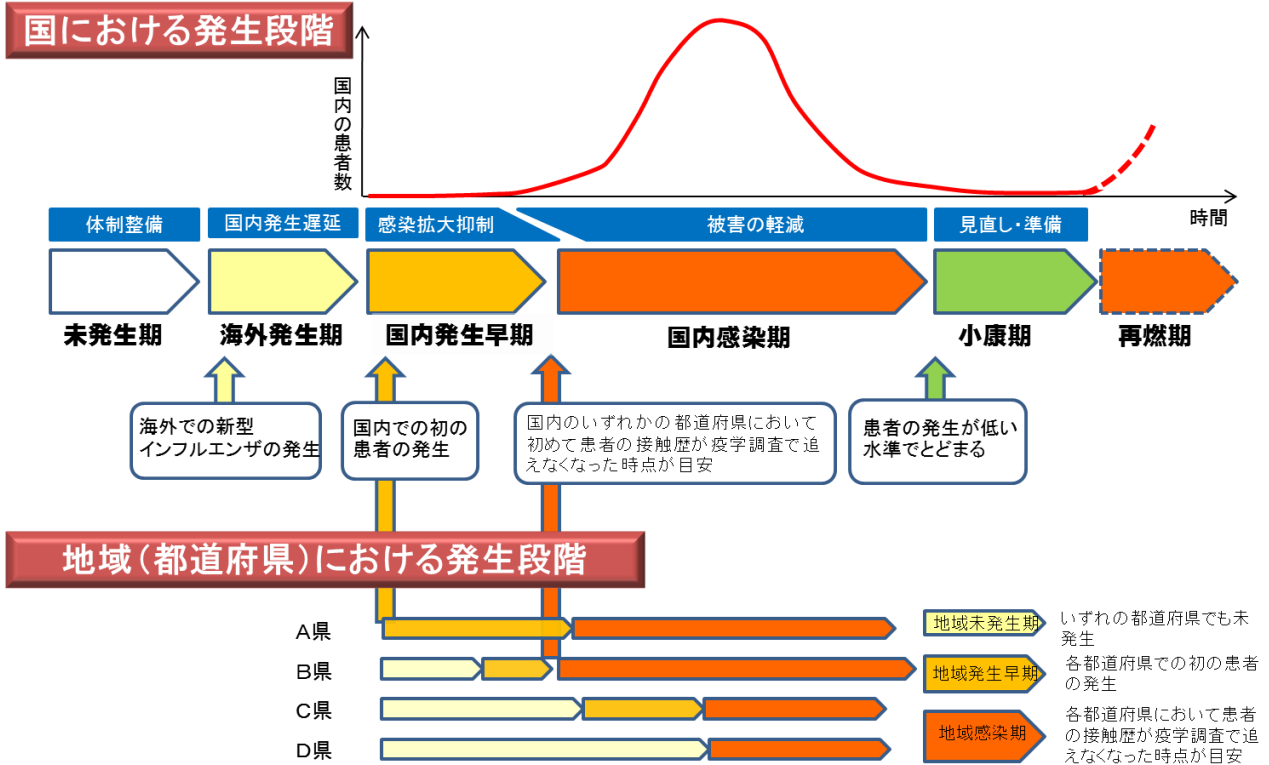 国における発生段階
国内の患者数
時間
体制整備
国内発生遅延
感染拡大抑制
被害の軽減
見直し・準備
未発生期
海外発生期
国内発生早期
国内感染期
小康期
再燃期
海外での新型
インフルエンザの発生
国内での初の
患者の発生
国内のいずれかの都道府県において
初めて患者の接触歴が疫学調査で追
えなくなった時点が目安
患者の発生が低い
水準でとどまる
地域(都道府県)における発生段階
A県
B県
C県
D県
地域未発生期
いずれの都道府県でも未
発生
地域発生早期
各都道府県での初の患者
の発生
地域感染期
各都道府県において患者
の接触歴が疫学調査で追
えなくなった時点が目安